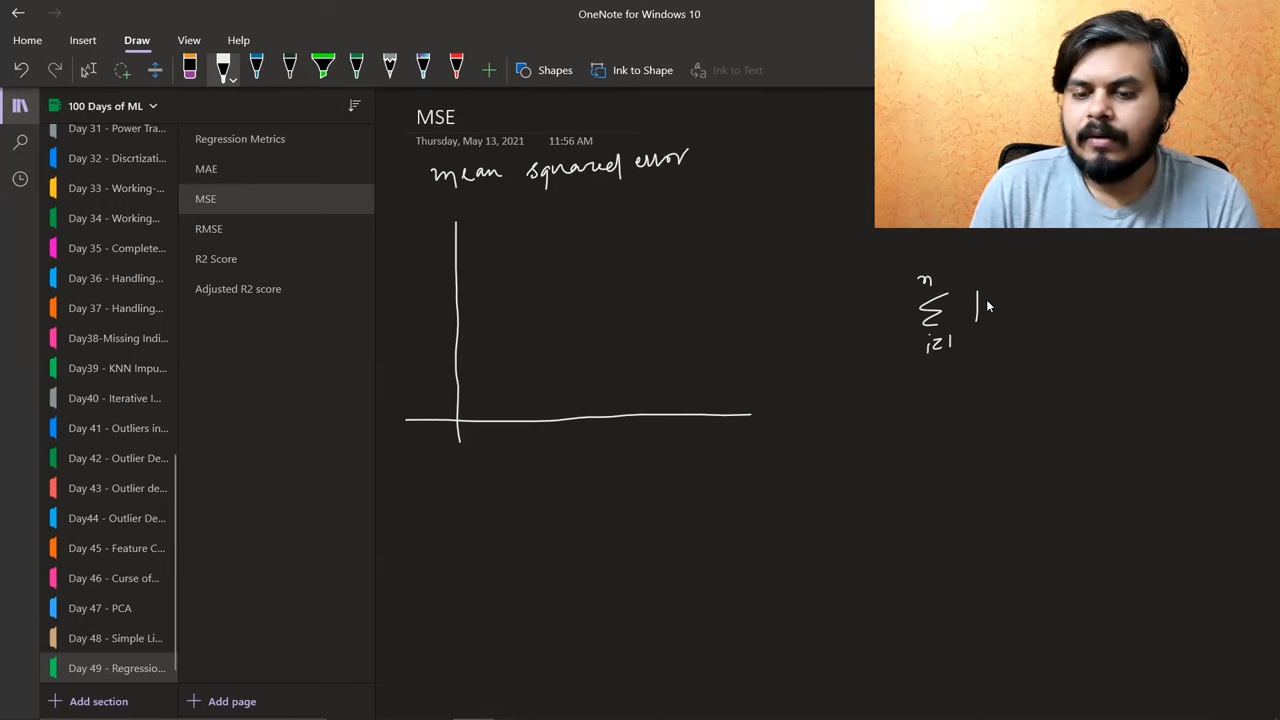 OneNote for Windows 10
Home Insert Draw View Help
Shapes Ink to Shape Ink to Text
100 Days of ML
Day 31 - Power Tra...
Day 32 - Discrtizati...
Day 33 - Working-...
Day 34 - Working...
Day 35 - Complete...
Day 36 - Handling...
Day 37 - Handling...
Day38-Missing Indi...
Day39 - KNN Impu...
Day40 - Iterative I...
Day 41 - Outliers in...
Day 42 - Outlier De...
Day 43 - Outlier de...
Day44 - Outlier De...
Day 45 - Feature C...
Day 46 - Curse of...
Day 47 - PCA
Day 48 - Simple Li...
Day 49 - Regressio...
Add section
Regression Metrics
MAE
MSE
RMSE
R2 Score
Adjusted R2 score
Add page
MSE
Thursday, May 13, 2021 11:56 AM
mean squared error
n
Σ |
i=1